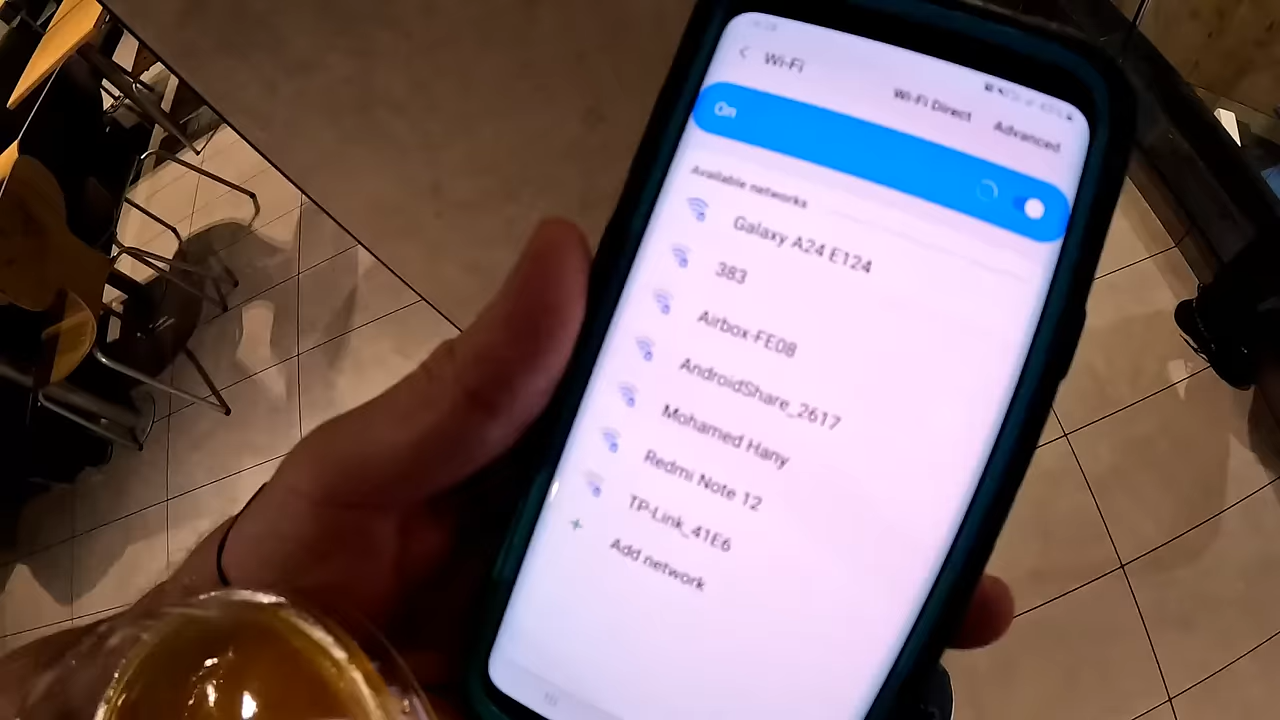 Wi-Fi
Wi-Fi Direct
Advanced
On
Available networks
Galaxy A24 E124
383
Airbox-FE08
AndroidShare_2617
Mohamed Hany
Redmi Note 12
TP-Link_41E6
Add network